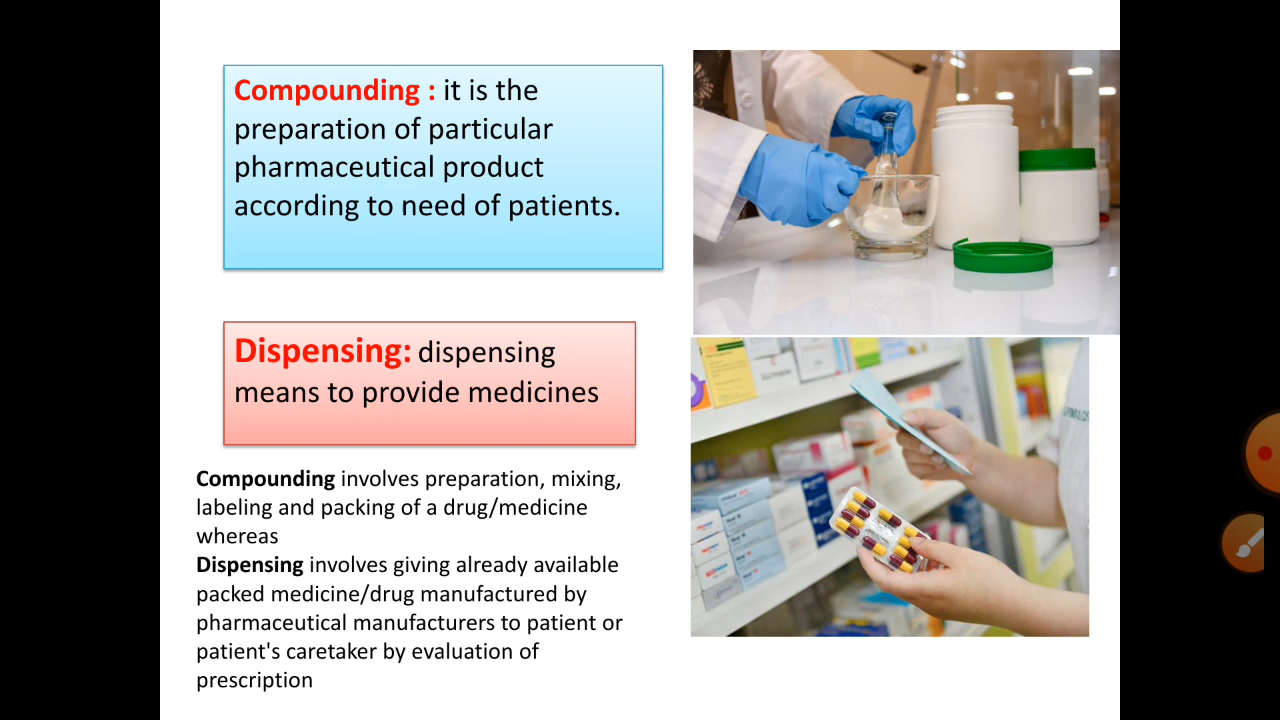 Compounding : it is the
preparation of particular
pharmaceutical product
according to need of patients.
Dispensing: dispensing
means to provide medicines
Compounding involves preparation, mixing,
labeling and packing of a drug/medicine
whereas
Dispensing involves giving already available
packed medicine/drug manufactured by
pharmaceutical manufacturers to patient or
patient's caretaker by evaluation of
prescription